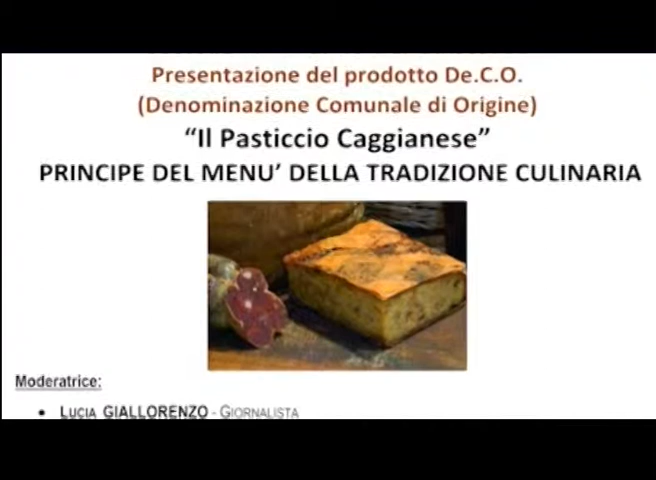 Presentazione del prodotto De.C.O.
(Denominazione Comunale di Origine)
“Il Pasticcio Caggianese”
PRINCIPE DEL MENU’ DELLA TRADIZIONE CULINARIA
Moderatrice:
• LUCIA GIALLORENZO - GIORNALISTA